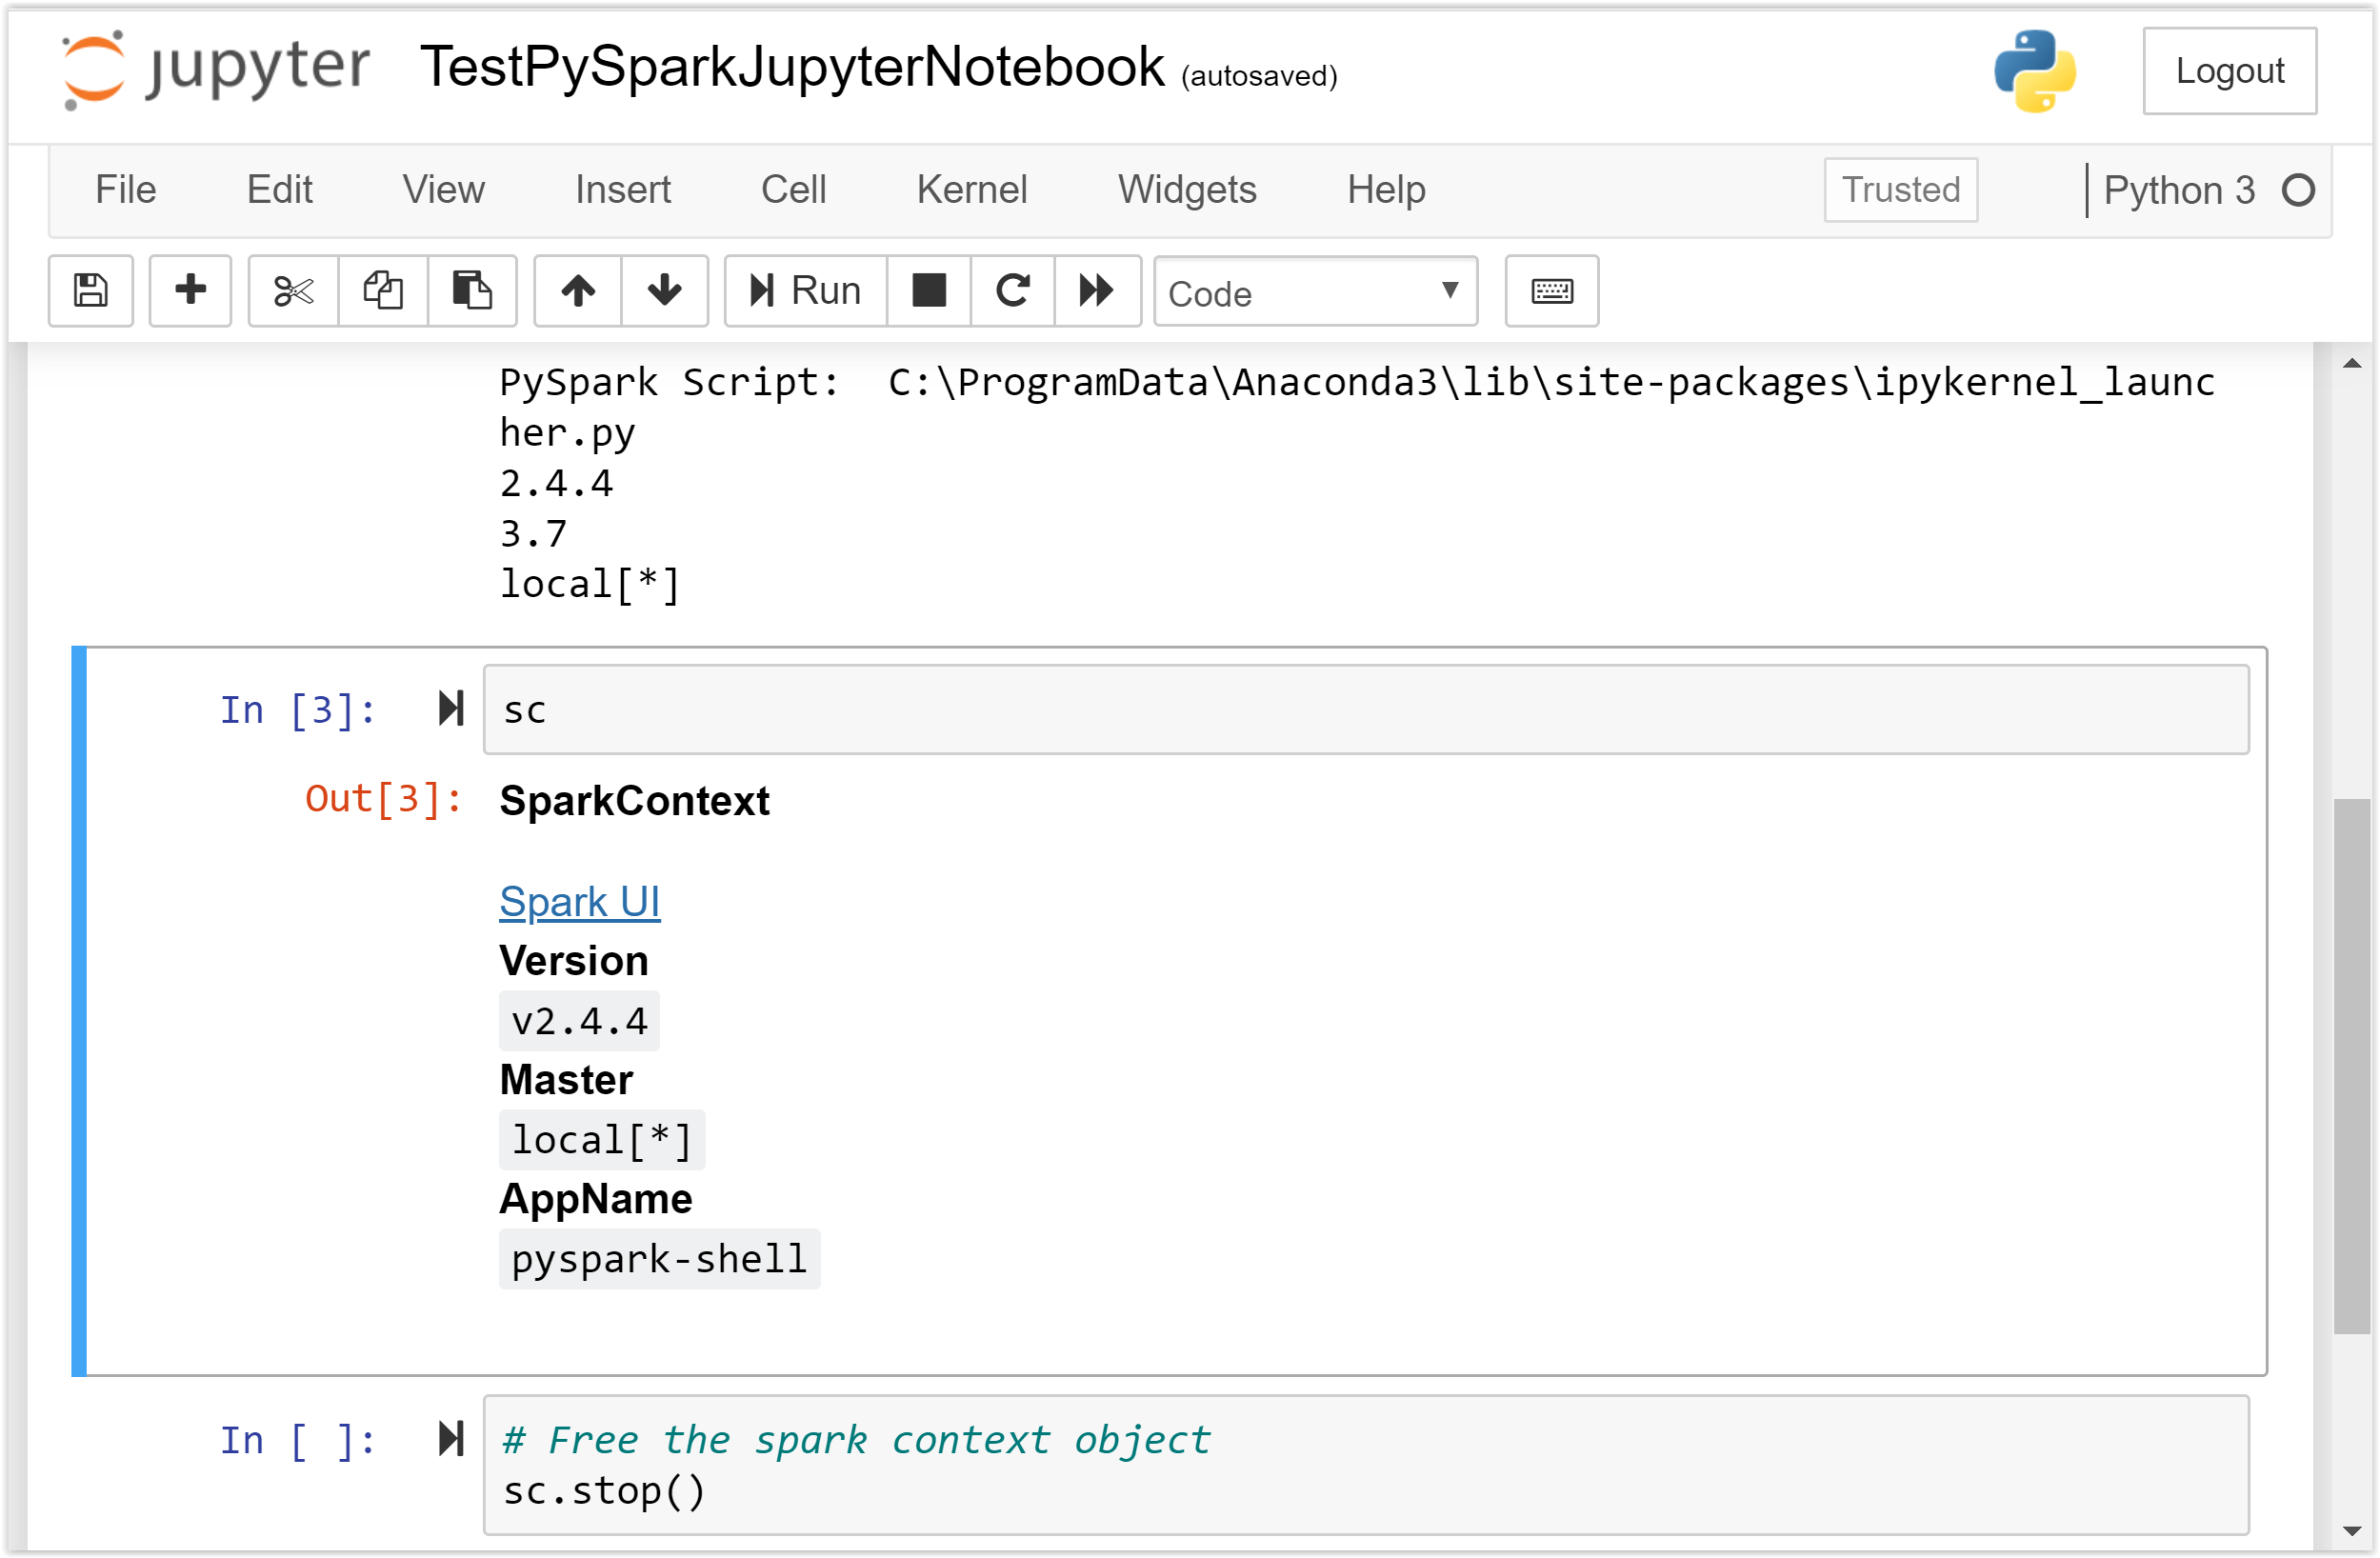 jupyter TestPySparkJupyterNotebook (autosaved) Logout
File Edit View Insert Cell Kernel Widgets Help Trusted Python 3
Run Code
PySpark Script:  C:\ProgramData\Anaconda3\lib\site-packages\ipykernel_launc
her.py
2.4.4
3.7
local[*]
In [3]: sc
Out[3]: SparkContext
Spark UI
Version
v2.4.4
Master
local[*]
AppName
pyspark-shell
In [ ]: # Free the spark context object
sc.stop()